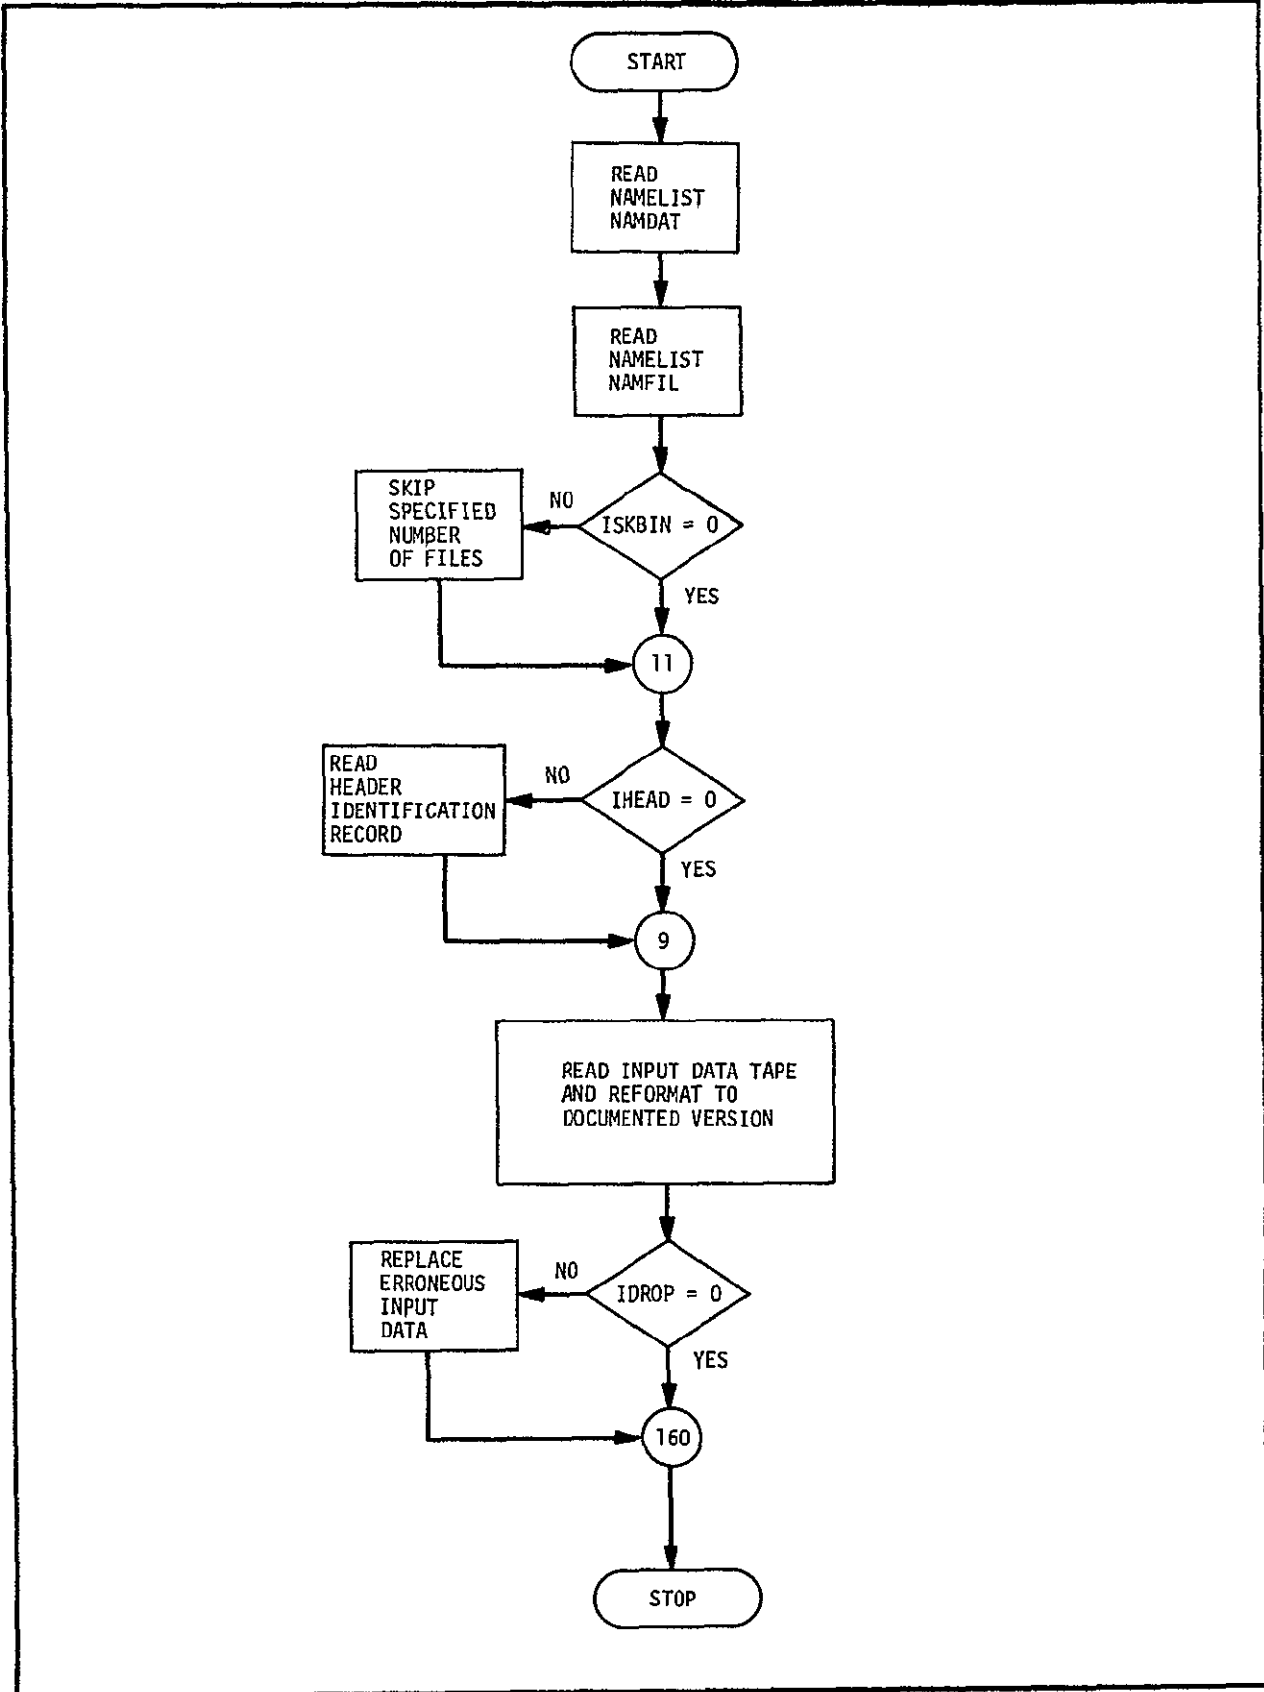 START
READ
NAMELIST
NAMDAT
READ
NAMELIST
NAMFIL
SKIP
SPECIFIED
NUMBER
OF FILES
NO
ISKBIN = 0
YES
11
READ
HEADER
IDENTIFICATION
RECORD
NO
IHEAD = 0
YES
9
READ INPUT DATA TAPE
AND REFORMAT TO
DOCUMENTED VERSION
REPLACE
ERRONEOUS
INPUT
DATA
NO
IDROP = 0
YES
160
STOP